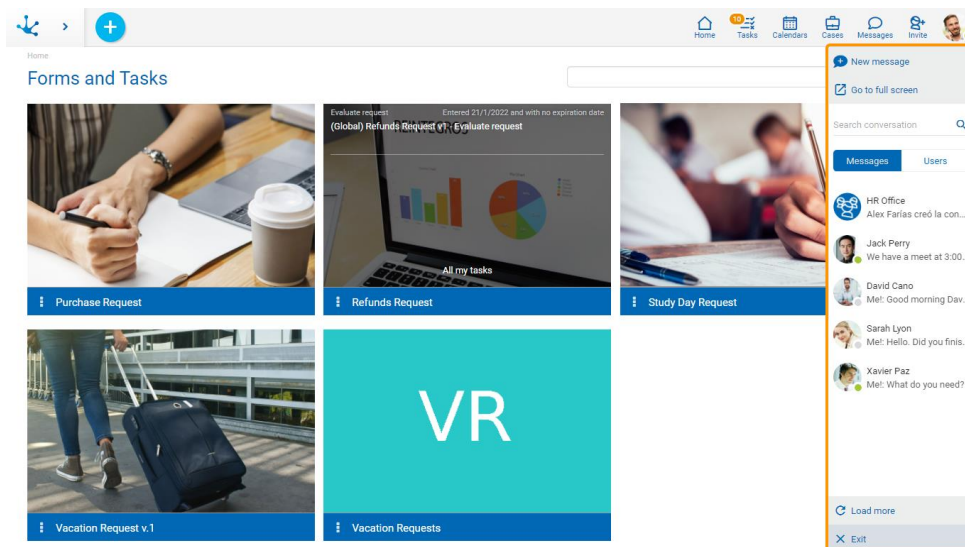 10
Home
Tasks
Calendars
Cases
Messages
Invite
Home
Forms and Tasks
New message
Go to full screen
Search conversation
Messages
Users
HR Office
Alex Farías creó la con...
Jack Perry
We have a meet at 3:00.
David Cano
Me!: Good morning Dav.
Sarah Lyon
Me!: Hello. Did you finis.
Xavier Paz
Me!: What do you need?
Load more
Exit
Evaluate request
Entered 21/1/2022 and with no expiration date
(Global) Refunds Request v1 - Evaluate request
REINTEGROS
All my tasks
Purchase Request
Refunds Request
Study Day Request
VR
Vacation Request v.1
Vacation Requests